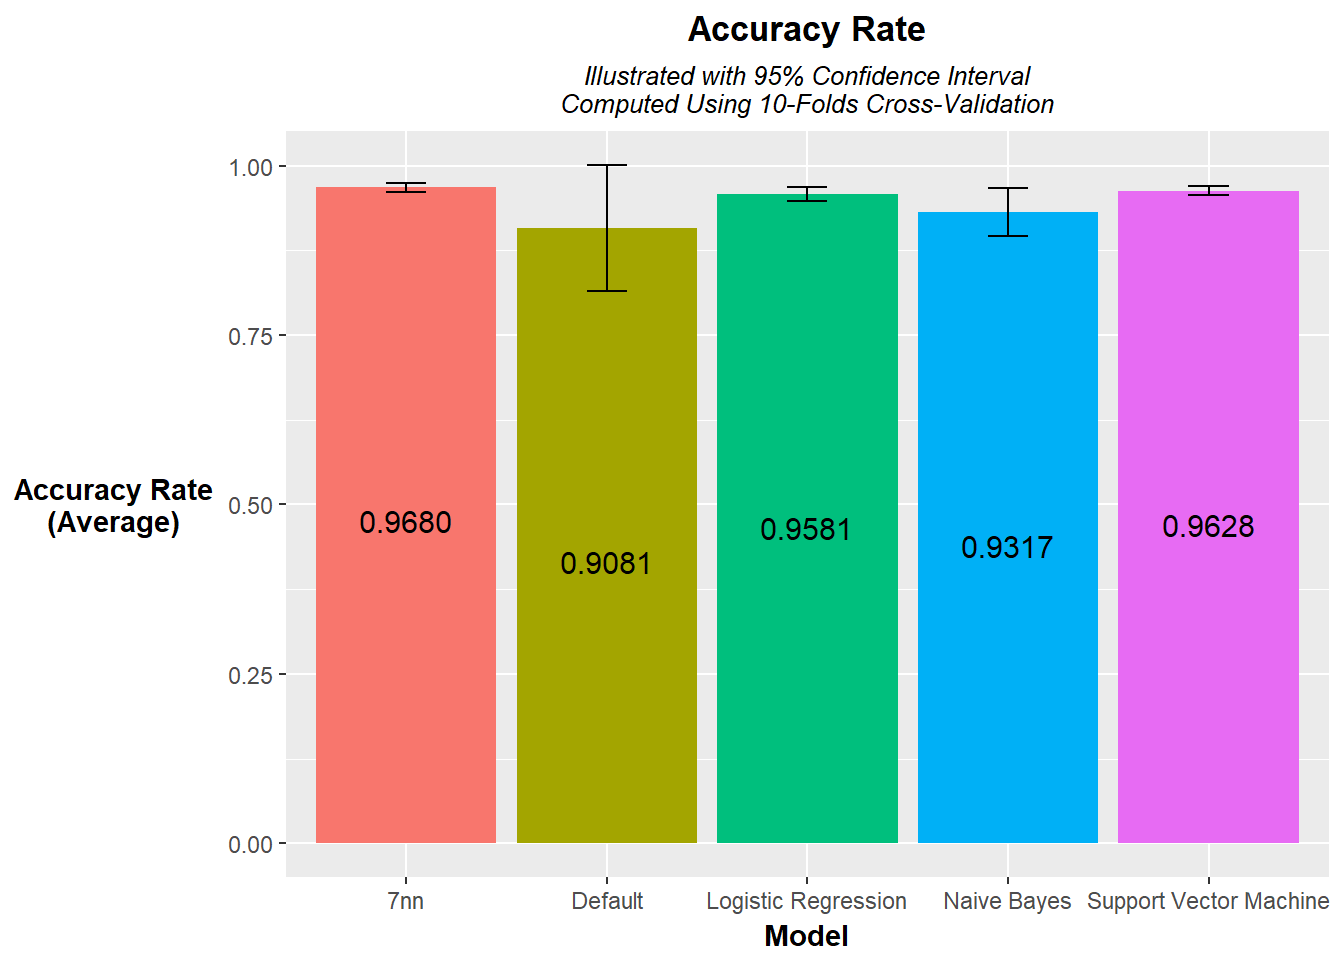 Accuracy Rate
Illustrated with 95% Confidence Interval
Computed Using 10-Folds Cross-Validation
Accuracy Rate
(Average)
1.00
0.75
0.50
0.25
0.00
0.9680
0.9081
0.9581
0.9317
0.9628
7nn
Default
Logistic Regression
Naive Bayes
Support Vector Machine
Model